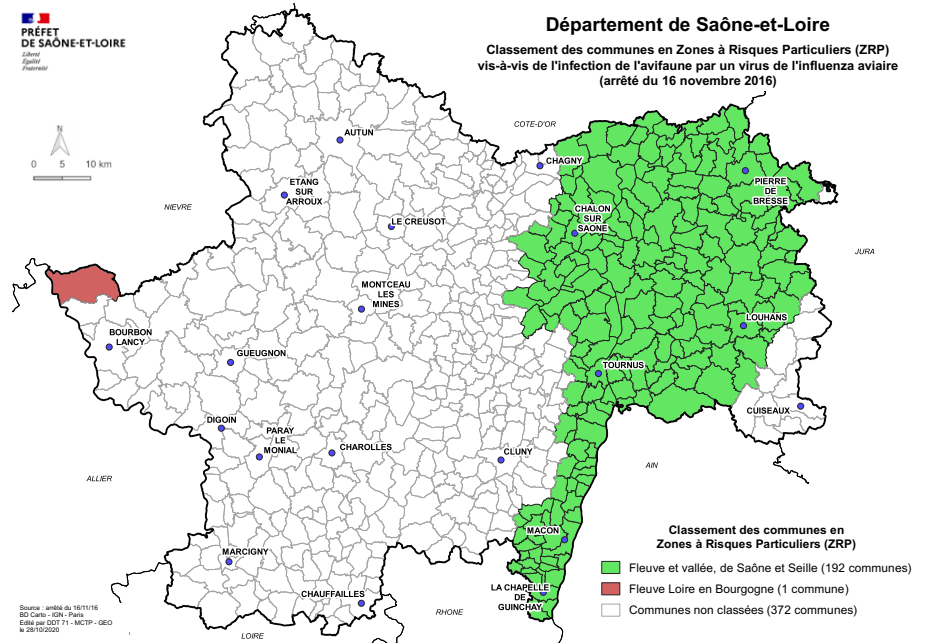 PRÉFET
DE SAÔNE-ET-LOIRE
Liberté
Égalité
Fraternité
Département de Saône-et-Loire
Classement des communes en Zones à Risques Particuliers (ZRP)
vis-à-vis de l'infection de l'avifaune par un virus de l'influenza aviaire
(arrêté du 16 novembre 2016)
N
0 5 10 km
COTE-D'OR
AUTUN
CHAGNY
ETANG
SUR
ARROUX
PIERRE
DE
BRESSE
NIEVRE
CHALON
SUR
SAONE
LE CREUSOT
JURA
MONTCEAU
LES
MINES
LOUHANS
BOURBON
LANCY
GUEUGNON
TOURNUS
CUISEAUX
DIGOIN
PARAY
LE
MONIAL
CHAROLLES
CLUNY
ALLIER
AIN
MACON
MARCIGNY
LA CHAPELLE
DE
GUINCHAY
CHAUFFAILLES
RHONE
LOIRE
Classement des communes en
Zones à Risques Particuliers (ZRP)
Fleuve et vallée, de Saône et Seille (192 communes)
Fleuve Loire en Bourgogne (1 commune)
Communes non classées (372 communes)
Source : arrêté du 16/11/16
BD Carto - IGN - Paris
Edité par DDT 71 - MCTP - GEO
le 28/10/2020